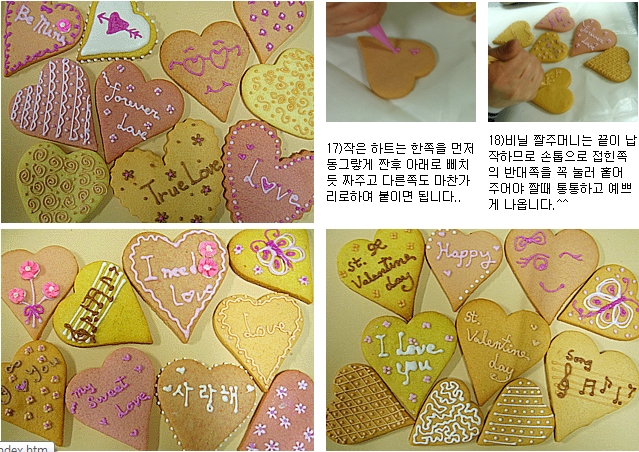 Be Mine
forever
Love
True Love
Love
17)작은 하트는 한쪽을 먼저
동그랗게 짠후 아래로 삐치
듯 짜주고 다른쪽도 마찬가
리로하며 붙이면 됩니다..
18)비닐 짤주머니는 끝이 납
작하므로 손톱으로 접힌쪽
의 반대쪽을 꼭 눌러 훑어
주어야 짤때 통통하고 예쁘
게 나옵니다.^^
I need
Love
Love
I ♡ You
my Sweet
Love
사랑해
St.
Valentine
day
Happy
I Love
you
St.
Valentine
day
Song
ndex.htm